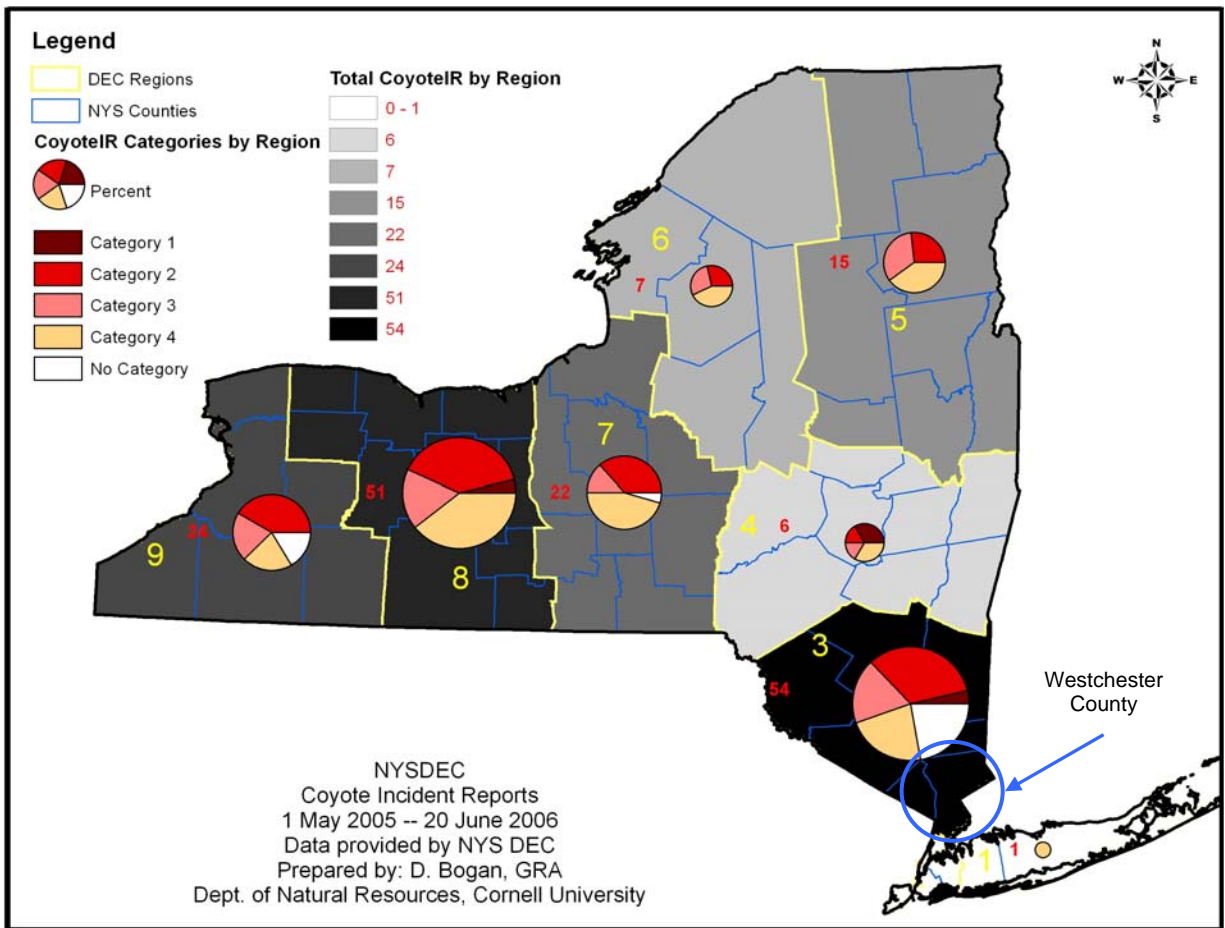 Legend
DEC Regions
NYS Counties
CoyoteIR Categories by Region
Percent
Category 1
Category 2
Category 3
Category 4
No Category
Total CoyoteIR by Region
0 - 1
6
7
15
22
24
51
54
N
W E
S
6
7
15
5
7
22
51
8
24
9
4
6
3
54
Westchester
County
1
1
NYSDEC
Coyote Incident Reports
1 May 2005 -- 20 June 2006
Data provided by NYS DEC
Prepared by: D. Bogan, GRA
Dept. of Natural Resources, Cornell University